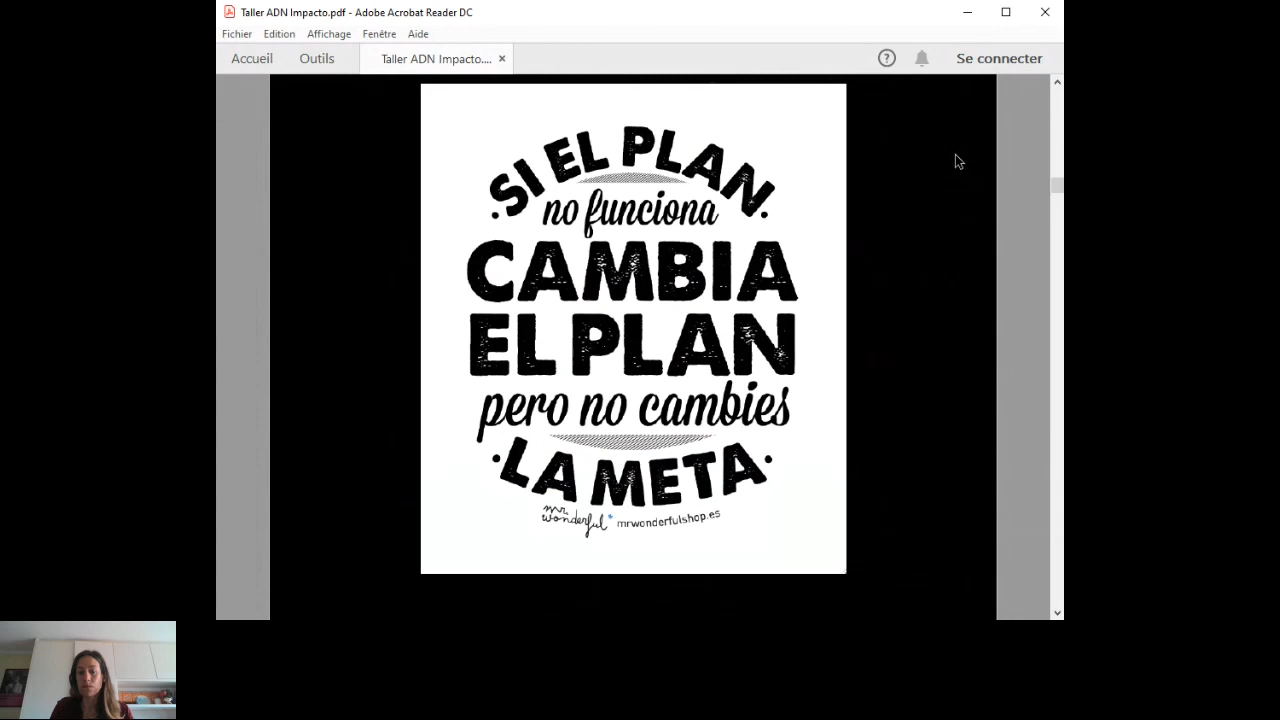 Taller ADN Impacto.pdf - Adobe Acrobat Reader DC
Fichier Edition Affichage Fenêtre Aide
Accueil Outils Taller ADN Impacto.... × ? Se connecter
·SI EL PLAN·
no funciona
CAMBIA
EL PLAN
pero no cambies
·LA META·
mr. wonderful* mrwonderfulshop.es